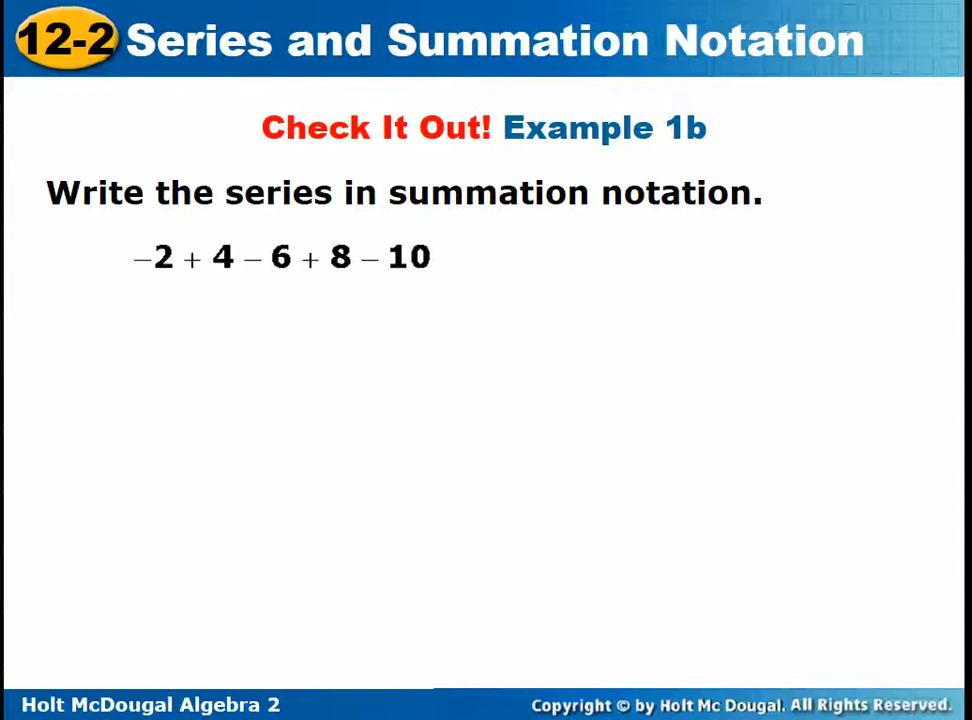 12-2 Series and Summation Notation
Check It Out! Example 1b
Write the series in summation notation.
−2 + 4 − 6 + 8 − 10
Holt McDougal Algebra 2
Copyright © by Holt Mc Dougal. All Rights Reserved.